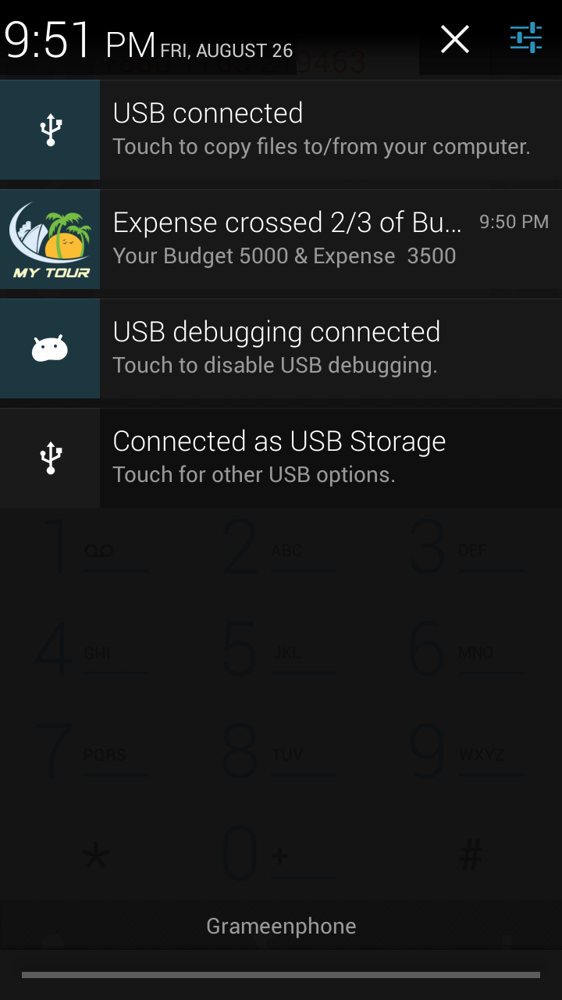 9:51 PM FRI, AUGUST 26
USB connected
Touch to copy files to/from your computer.
MY TOUR
Expense crossed 2/3 of Bu... 9:50 PM
Your Budget 5000 & Expense 3500
USB debugging connected
Touch to disable USB debugging.
Connected as USB Storage
Touch for other USB options.
1 2 ABC 3 DEF
4 GHI 5 JKL 6 MNO
7 PQRS 8 TUV 9 WXYZ
* 0 + #
Grameenphone